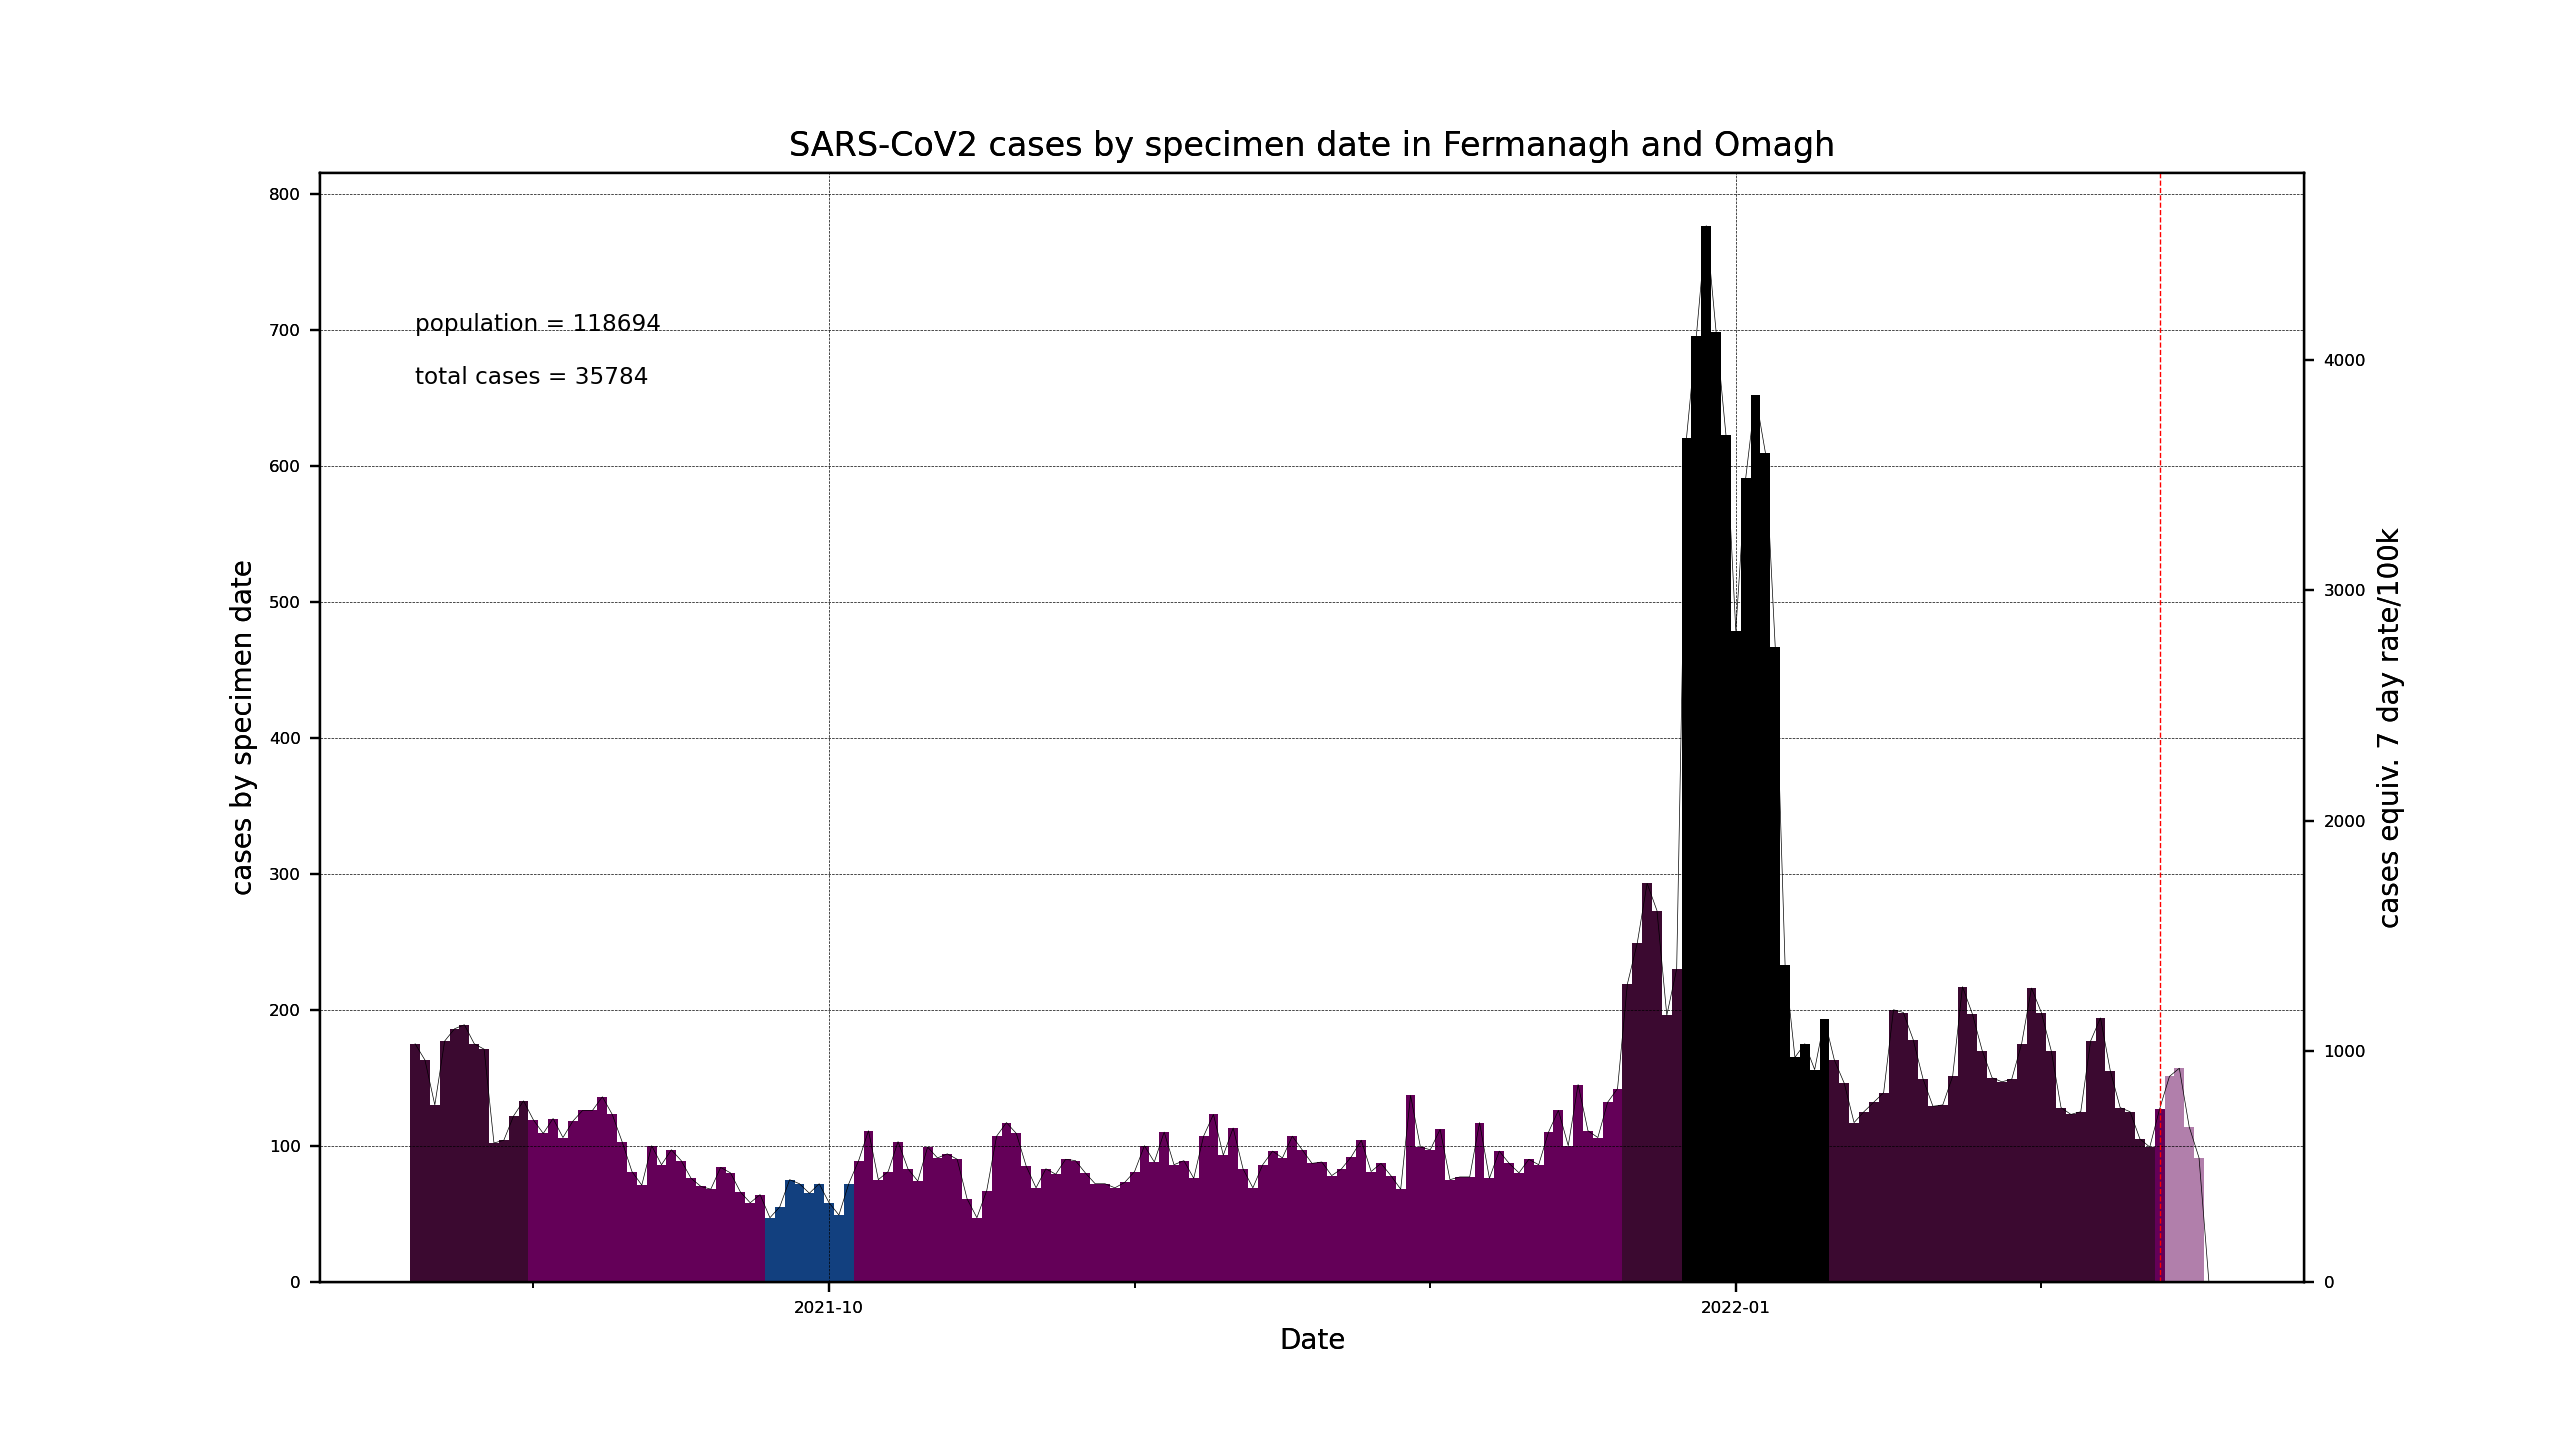 SARS-CoV2 cases by specimen date in Fermanagh and Omagh
800
700
600
500
400
300
200
100
0
cases by specimen date
population = 118694
total cases = 35784
4000
3000
2000
1000
0
cases equiv. 7 day rate/100k
2021-10
2022-01
Date